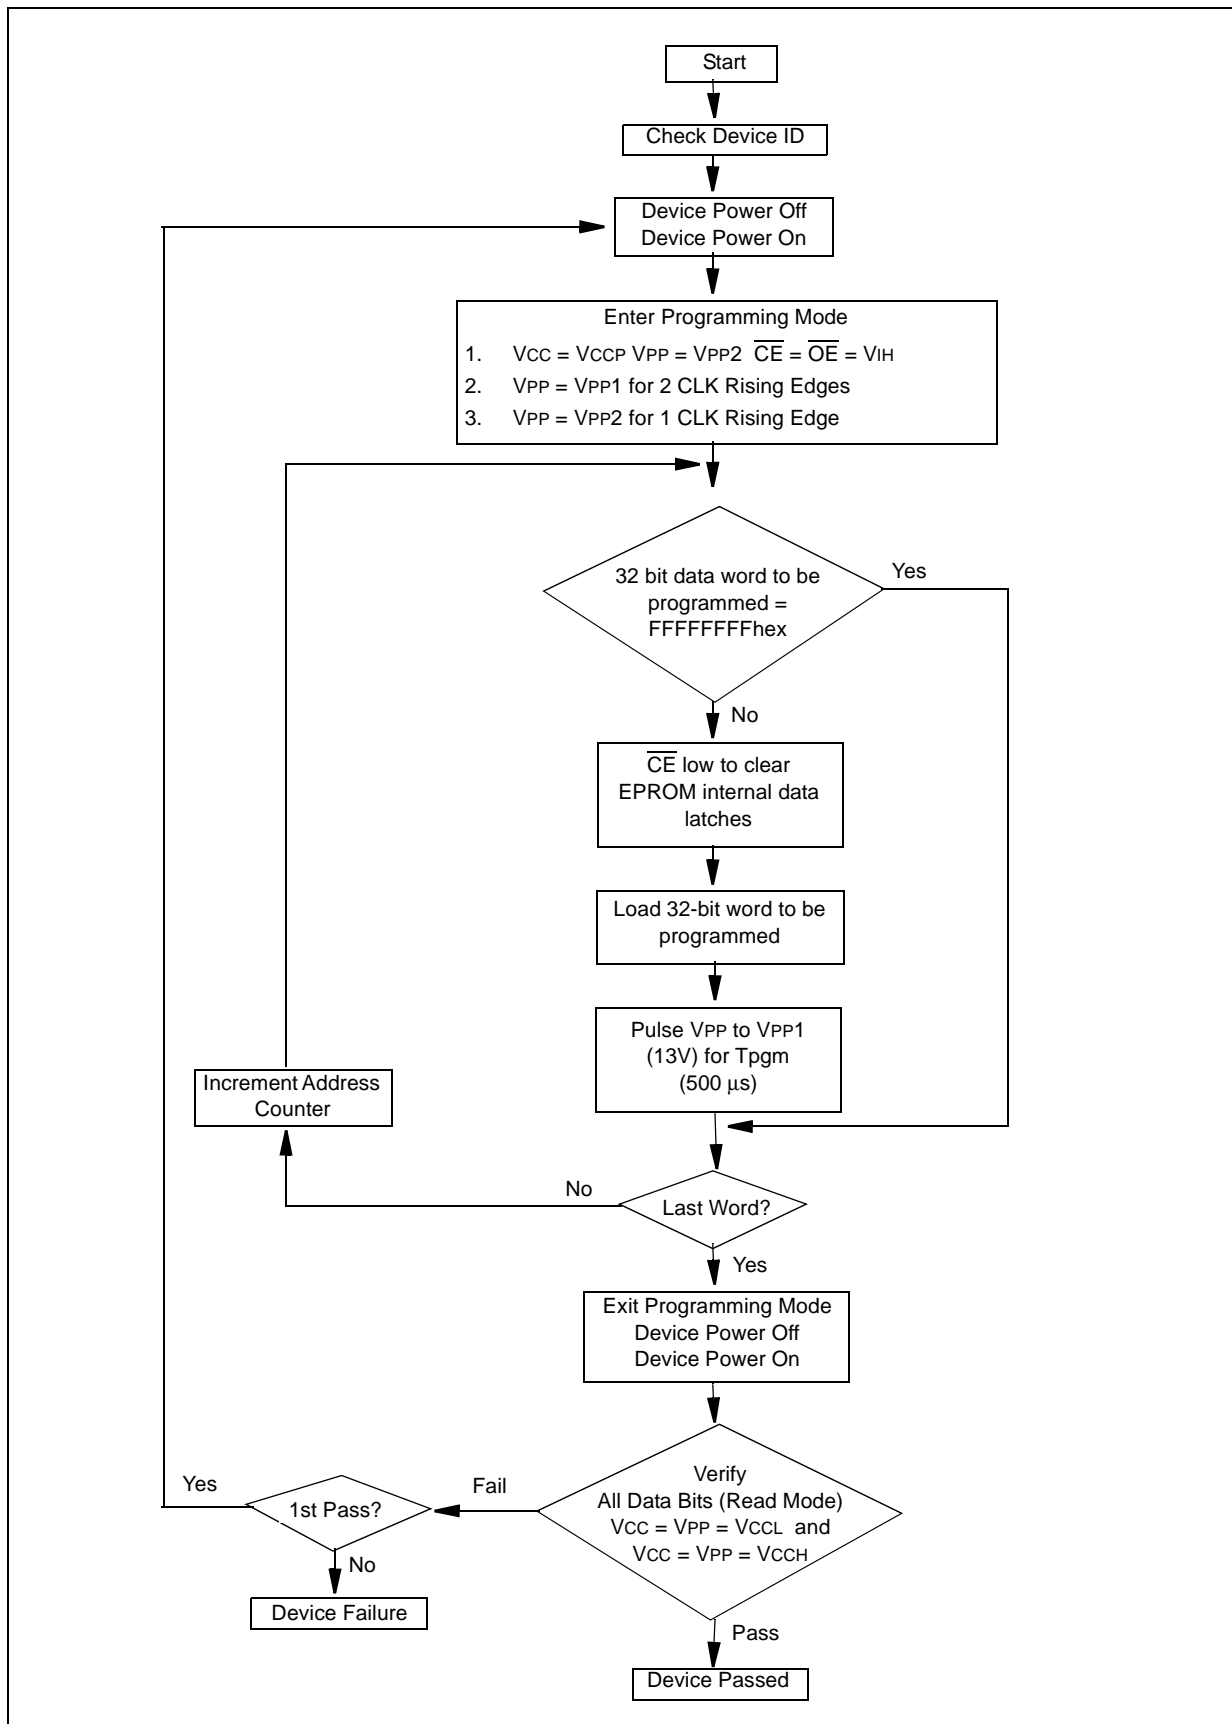 Start
Check Device ID
Device Power Off
Device Power On
Enter Programming Mode
1. VCC = VCCP VPP = VPP2 C̅E̅ = O̅E̅ = VIH
2. VPP = VPP1 for 2 CLK Rising Edges
3. VPP = VPP2 for 1 CLK Rising Edge
32 bit data word to be
programmed =
FFFFFFFFhex
Yes
No
C̅E̅ low to clear
EPROM internal data
latches
Load 32-bit word to be
programmed
Pulse VPP to VPP1
(13V) for Tpgm
(500 μs)
Increment Address
Counter
No
Last Word?
Yes
Exit Programming Mode
Device Power Off
Device Power On
Verify
All Data Bits (Read Mode)
VCC = VPP = VCCL and
VCC = VPP = VCCH
Fail
Yes
1st Pass?
No
Device Failure
Pass
Device Passed